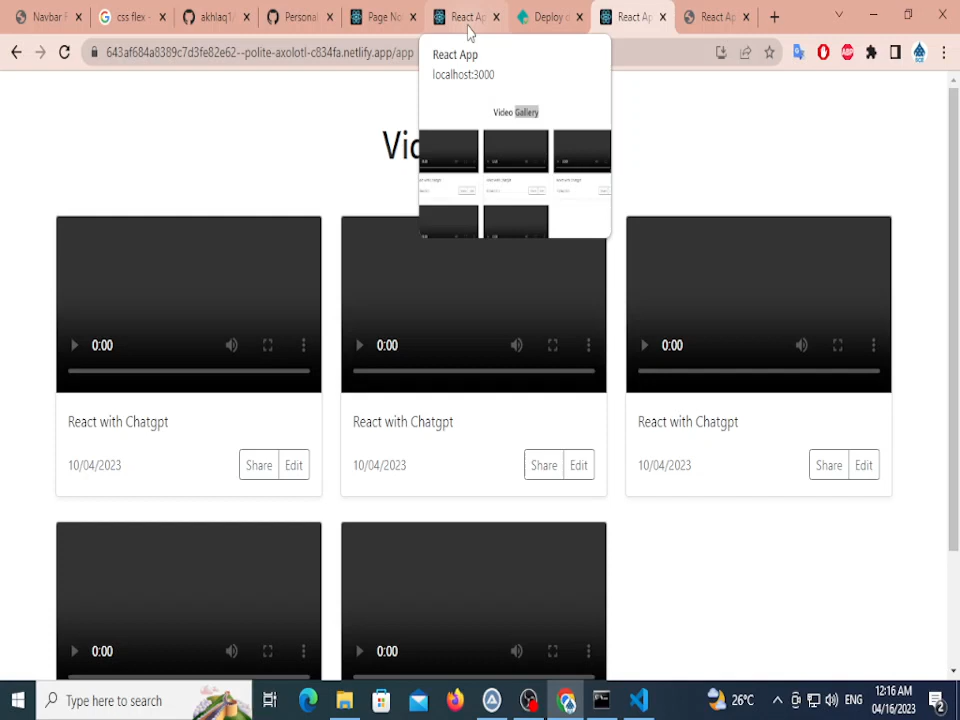 Navbar F
css flex -
akhlaq1/
Personal
Page No
React Ap
Deploy o
React Ap
React Ap
643af684a8389c7d3fe82e62--polite-axolotl-c834fa.netlify.app/app
React App
localhost:3000
Video Gallery
Vid
0:00
0:00
0:00
React with Chatgpt
React with Chatgpt
React with Chatgpt
10/04/2023
Share
Edit
10/04/2023
Share
Edit
10/04/2023
Share
Edit
0:00
0:00
Type here to search
26°C
ENG
12:16 AM
04/16/2023
2